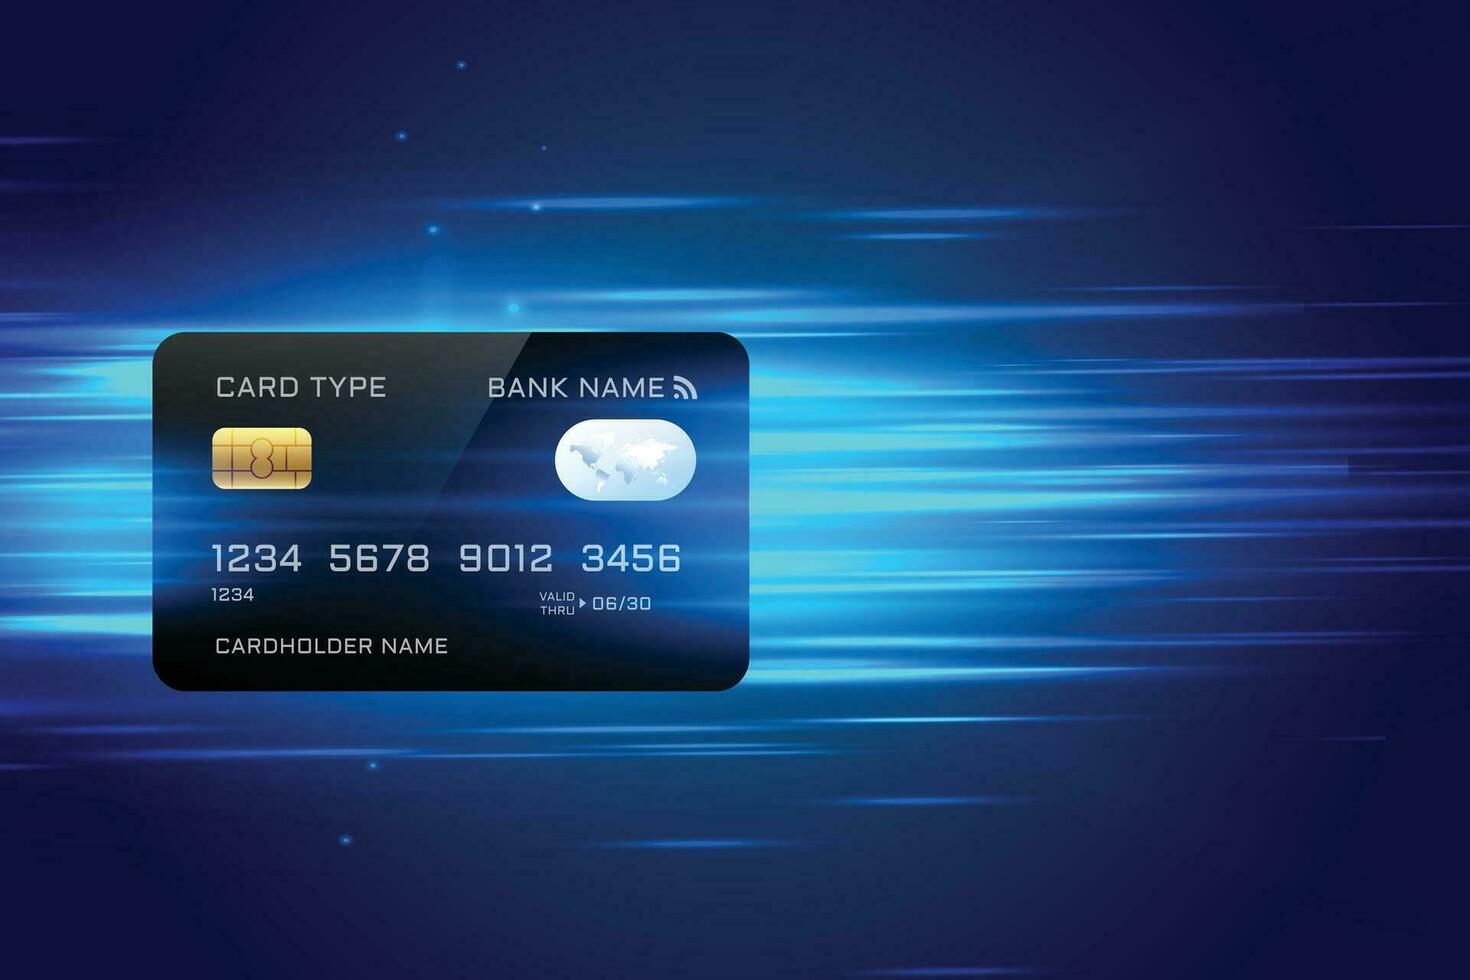 CARD TYPE BANK NAME
1234 5678 9012 3456
1234
VALID THRU 06/30
CARDHOLDER NAME